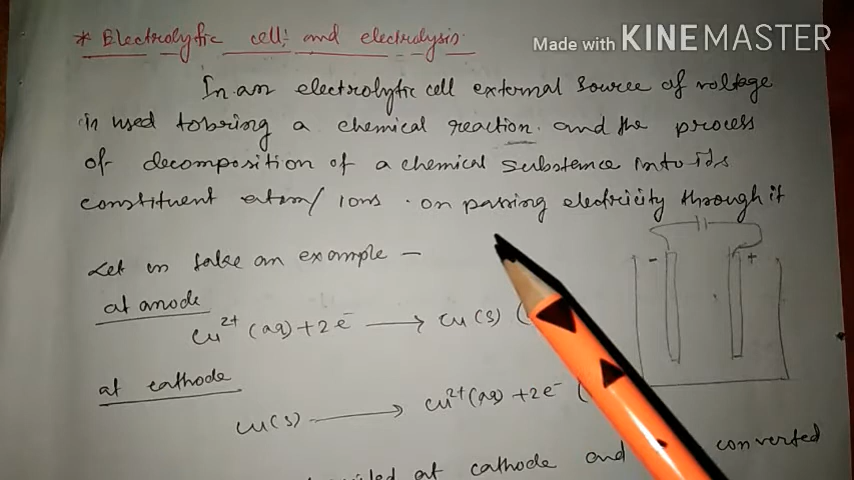 Made with KINEMASTER
* Electrolytic cell; and electrolysis.
In an electrolytic cell external source of voltage
is used to bring a chemical reaction. and the process
of decomposition of a chemical substance into its
constituent atom/ ions . on passing electricity through it
Let us take an example —
- +
at anode
Cu²⁺ (aq) + 2e⁻ ⟶ Cu(s) (
at cathode
Cu(s) ⟶ Cu²⁺(aq) + 2e⁻ (
at cathode and converted